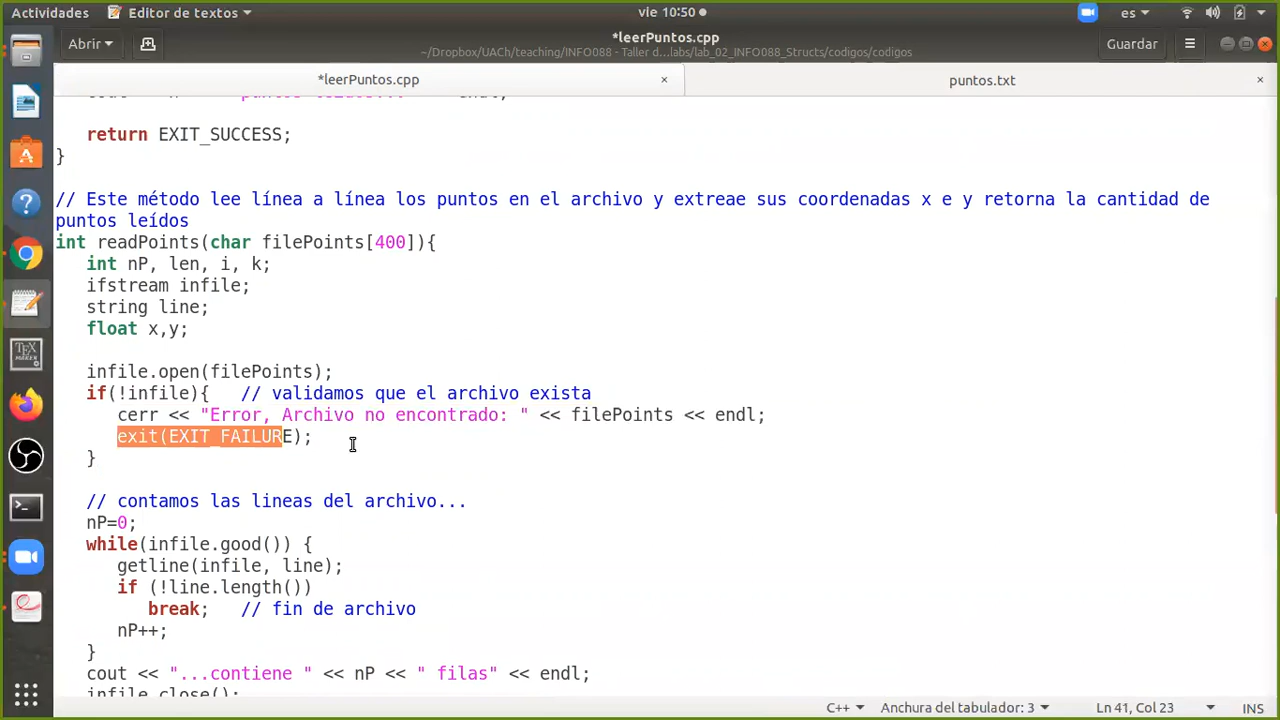 Actividades Editor de textos vie 10:50 es
Abrir *leerPuntos.cpp Guardar
~/Dropbox/UACh/teaching/INFO088 - Taller d...labs/lab_02_INFO088_Structs/codigos/codigos
*leerPuntos.cpp × puntos.txt ×
return EXIT_SUCCESS;
}
// Este método lee línea a línea los puntos en el archivo y extreae sus coordenadas x e y retorna la cantidad de
puntos leídos
int readPoints(char filePoints[400]){
int nP, len, i, k;
ifstream infile;
string line;
float x,y;
infile.open(filePoints);
if(!infile){ // validamos que el archivo exista
cerr << "Error, Archivo no encontrado: " << filePoints << endl;
exit(EXIT_FAILURE);
}
// contamos las lineas del archivo...
nP=0;
while(infile.good()) {
getline(infile, line);
if (!line.length())
break; // fin de archivo
nP++;
}
cout << "...contiene " << nP << " filas" << endl;
infile.close();
C++ Anchura del tabulador: 3 Ln 41, Col 23 INS